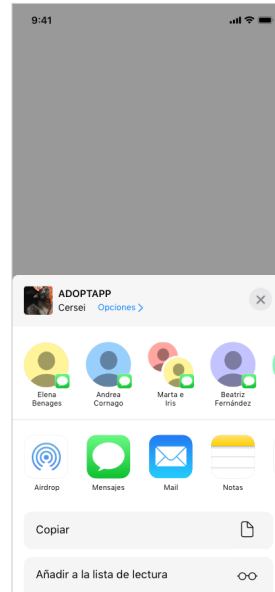 9:41
ADOPTAPP
Cersei Opciones >
Elena Benages
Andrea Cornago
Marta e Iris
Beatriz Fernández
Airdrop
Mensajes
Mail
Notas
Copiar
Añadir a la lista de lectura